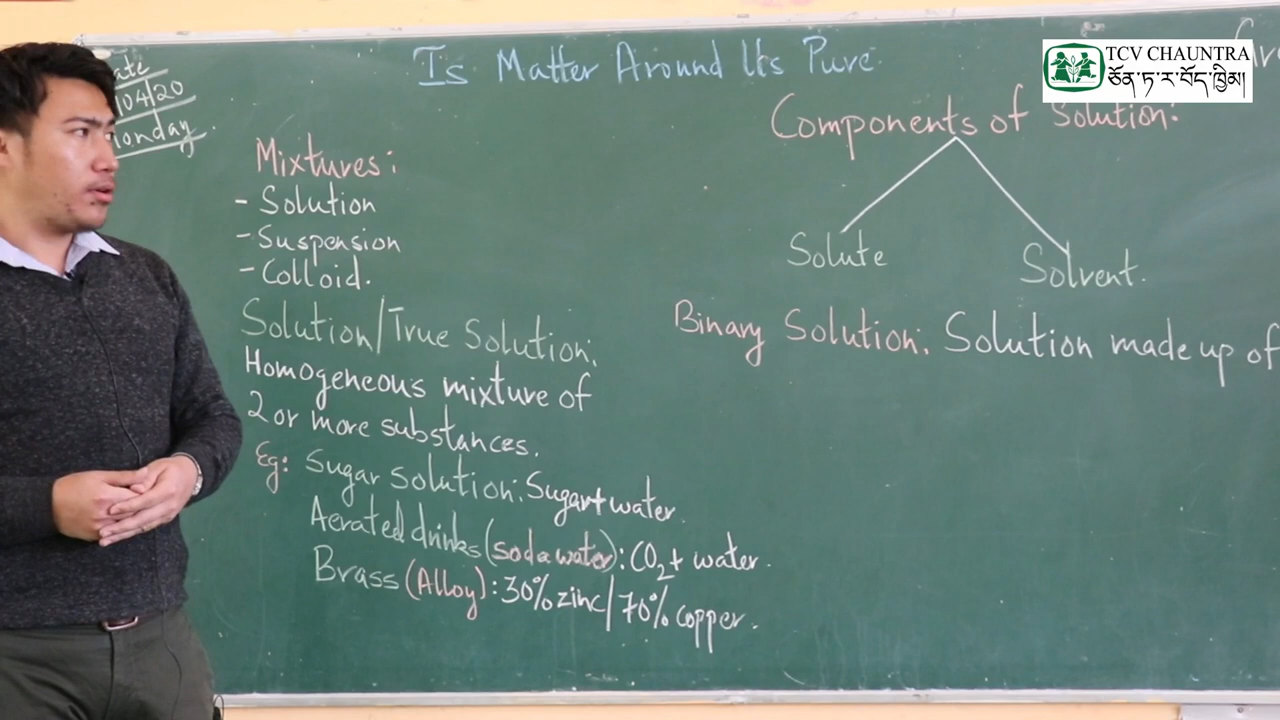 Is Matter Around Us Pure
TCV CHAUNTRA
ཅོན་ཏ་ར་བོད་ཁྱིམ།
ate
04/20
onday
Mixtures:
- Solution
- Suspension
- Colloid.
Solution/True Solution:
Homogeneous mixture of
2 or more substances.
Eg: Sugar solution: Sugar+water.
Aerated drinks (soda water): CO₂+ water.
Brass (Alloy): 30% zinc/70% copper.
Components of Solution:
Solute
Solvent.
Binary Solution: Solution made up of